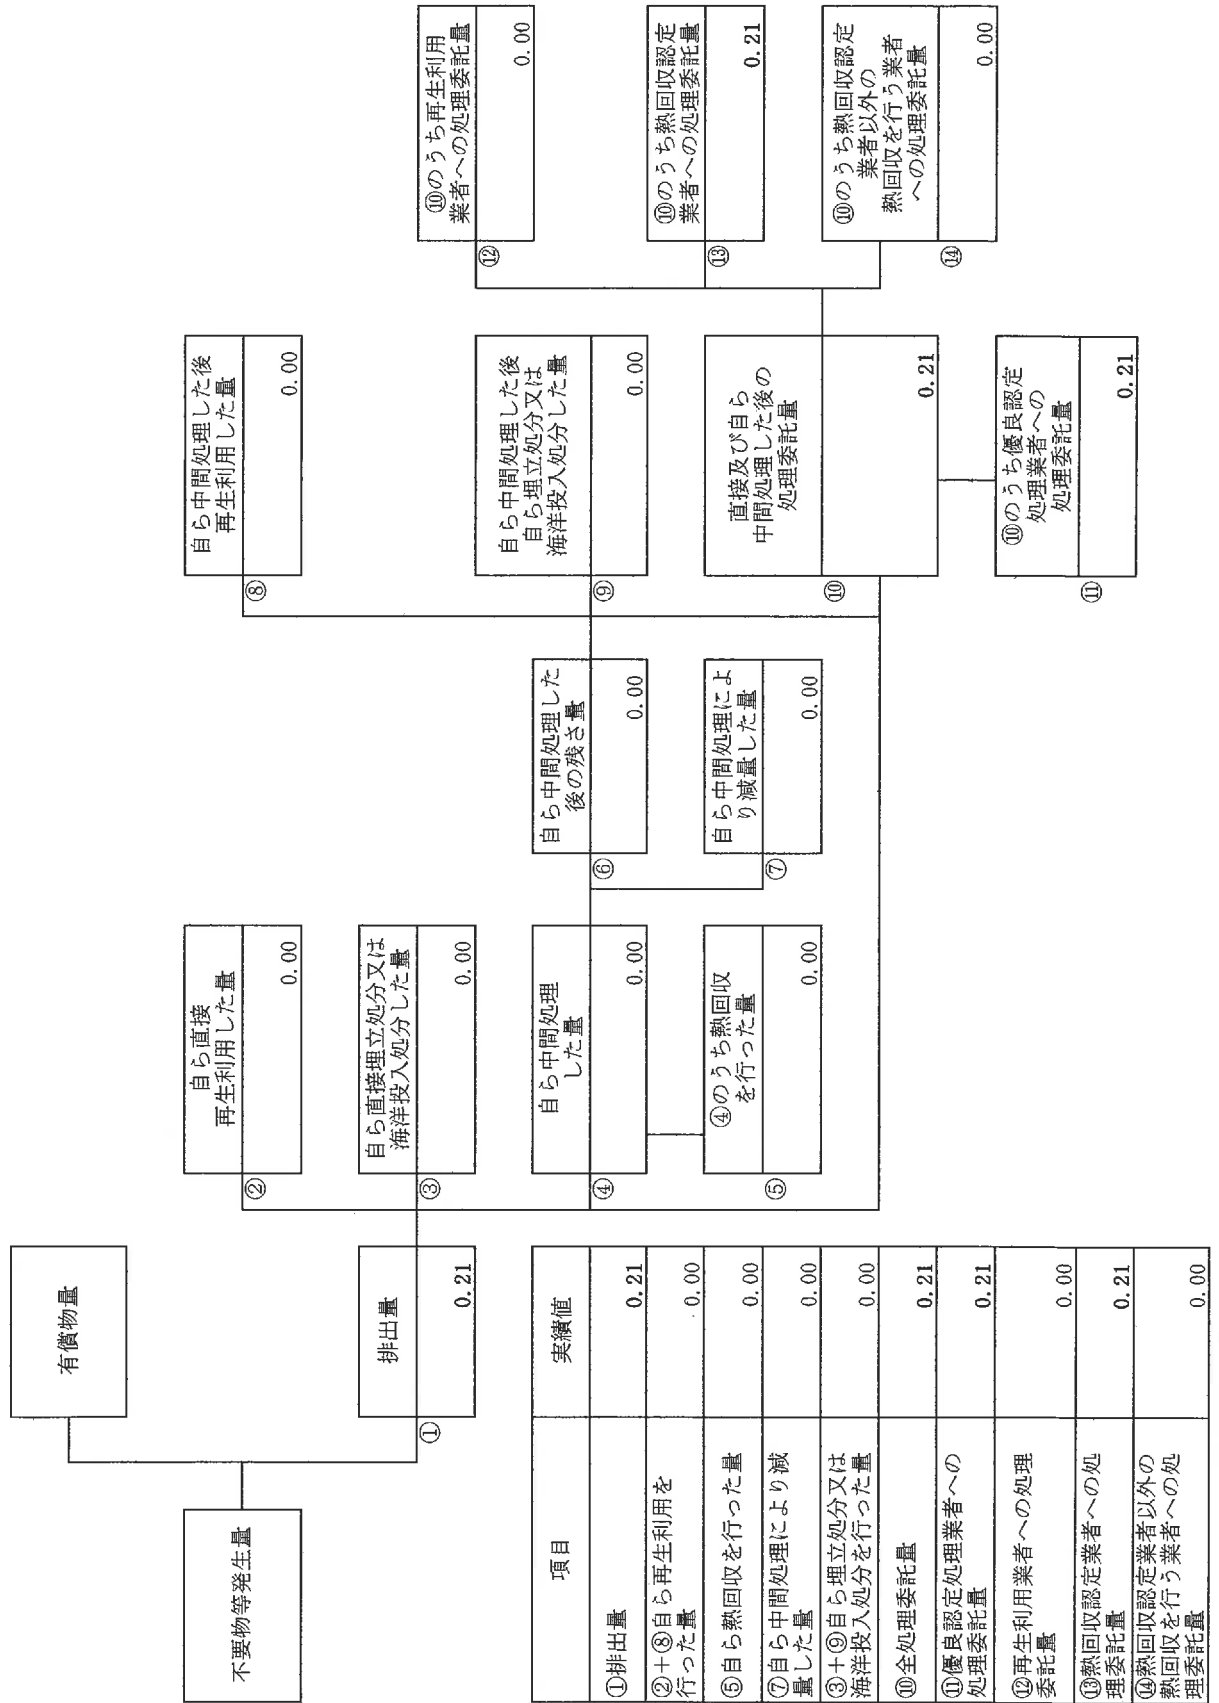 有償物量
不要物等発生量
排出量
①
0.21
自ら直接
再生利用した量
②
0.00
自ら直接埋立処分又は
海洋投入処分した量
③
0.00
自ら中間処理
した量
④
0.00
④のうち熱回収
を行った量
⑤
0.00
自ら中間処理した
後の残さ量
⑥
0.00
自ら中間処理によ
り減量した量
⑦
0.00
自ら中間処理した後
再生利用した量
⑧
0.00
自ら中間処理した後
自ら埋立処分又は
海洋投入処分した量
⑨
0.00
直接及び自ら
中間処理した後の
処理委託量
⑩
0.21
⑩のうち優良認定
処理業者への
処理委託量
⑪
0.21
⑩のうち再生利用
業者への処理委託量
⑫
0.00
⑩のうち熱回収認定
業者への処理委託量
⑬
0.21
⑩のうち熱回収認定
業者以外の
熱回収を行う業者
への処理委託量
⑭
0.00
項目 実績値
①排出量 0.21
②+⑧自ら再生利用を
行った量 0.00
⑤自ら熱回収を行った量 0.00
⑦自ら中間処理により減
量した量 0.00
③+⑨自ら埋立処分又は
海洋投入処分を行った量 0.00
⑩全処理委託量 0.21
⑪優良認定処理業者への
処理委託量 0.21
⑫再生利用業者への処理
委託量 0.00
⑬熱回収認定業者への処
理委託量 0.21
⑭熱回収認定業者以外の
熱回収を行う業者への処
理委託量 0.00